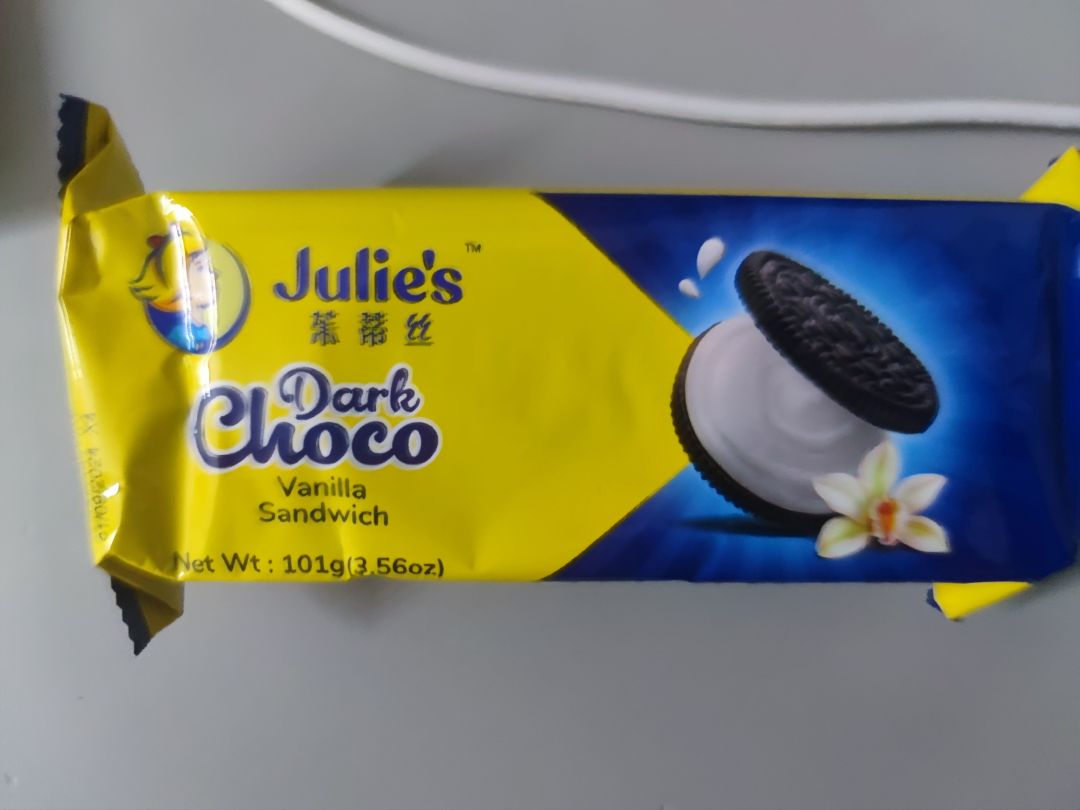 Julie's™
茱蒂丝
Dark
Choco
Vanilla
Sandwich
Net Wt : 101g(3.56oz)